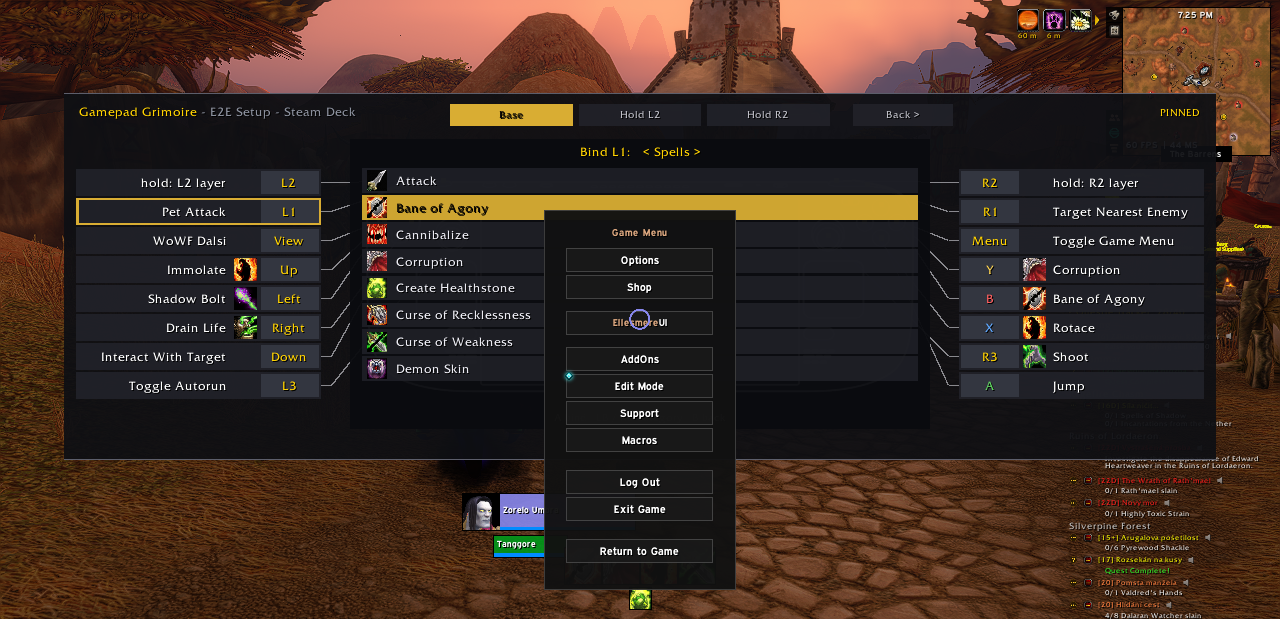 7:25 PM
60 m
6 m
Gamepad Grimoire - E2E Setup - Steam Deck
Base
Hold L2
Hold R2
Back >
PINNED
Bind L1: < Spells >
hold: L2 layer
L2
Pet Attack
L1
WoWF Dalsi
View
Immolate
Up
Shadow Bolt
Left
Drain Life
Right
Interact With Target
Down
Toggle Autorun
L3
Attack
Bane of Agony
Cannibalize
Corruption
Create Healthstone
Curse of Recklessness
Curse of Weakness
Demon Skin
R2
hold: R2 layer
R1
Target Nearest Enemy
Menu
Toggle Game Menu
Y
Corruption
B
Bane of Agony
X
Rotace
R3
Shoot
A
Jump
Game Menu
Options
Shop
EllesmereUI
AddOns
Edit Mode
Support
Macros
Log Out
Exit Game
Return to Game
Zorelo Um
Tanggore
Heartweaver in the Ruins of Lordaeron.
0/1 Rath'mael slain
0/1 Highly Toxic Strain
Silverpine Forest
[15+] Arugalova pošetilost
0/6 Pyrewood Shackle
[17] Rozsekán na kusy
Quest Complete!
[20] Pomsta manžela
0/1 Valdred's Hands
[20] Hlídání cest
4/8 Dalaran Watcher slain